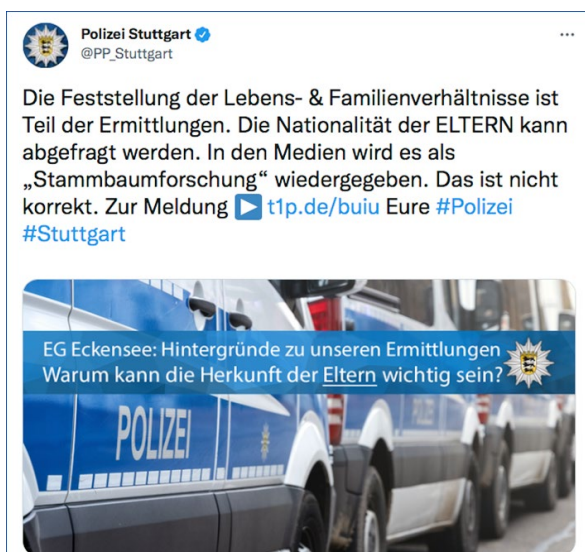 Polizei Stuttgart
@PP_Stuttgart
Die Feststellung der Lebens- & Familienverhältnisse ist
Teil der Ermittlungen. Die Nationalität der ELTERN kann
abgefragt werden. In den Medien wird es als
„Stammbaumforschung“ wiedergegeben. Das ist nicht
korrekt. Zur Meldung ▶ t1p.de/buiu Eure #Polizei
#Stuttgart
EG Eckensee: Hintergründe zu unseren Ermittlungen
Warum kann die Herkunft der Eltern wichtig sein?
POLIZEI